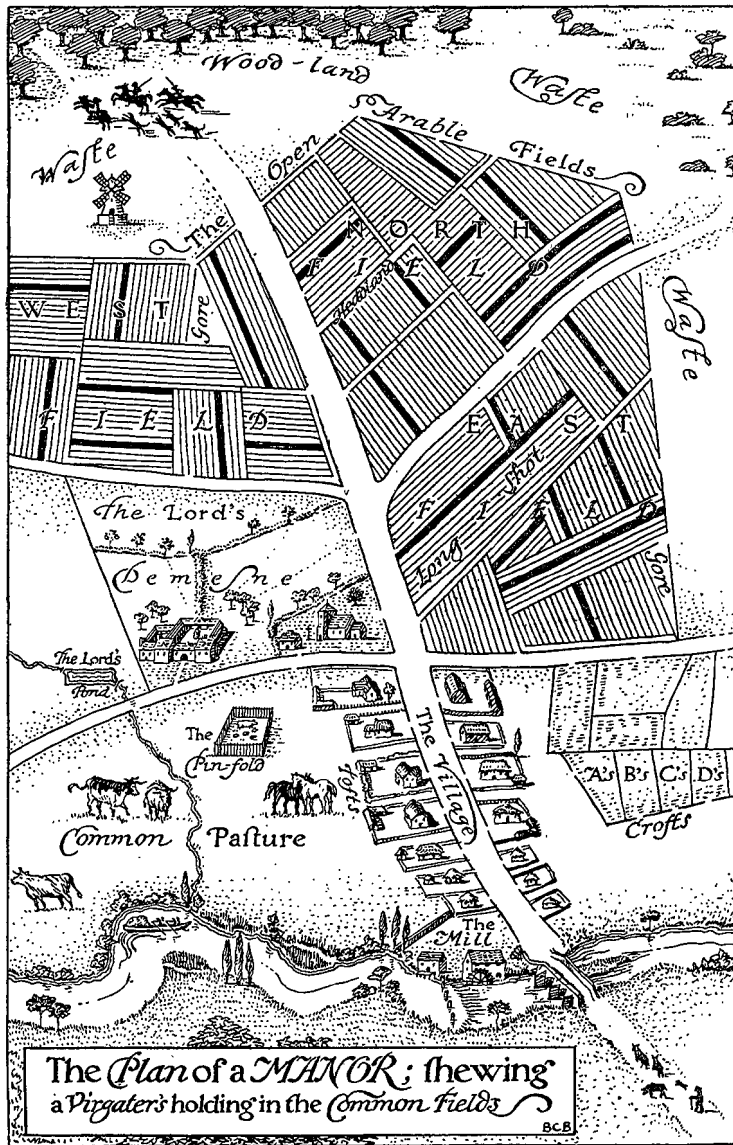 Wood-land
Waſte
Waſte
The Open Arable Fields
NORTH
FIELD
Headland
WEST
FIELD
Gore
Waſte
EAST
FIELD
Long Shot
Gore
The Lord's
Demeſne
The Lord's
Pond
The
Pin-fold
Tofts
The Village
A's B's C's D's
Crofts
Common Paſture
The
Mill
The Plan of a MANOR; ſhewing
a Virgater's holding in the Common Fields
BCB